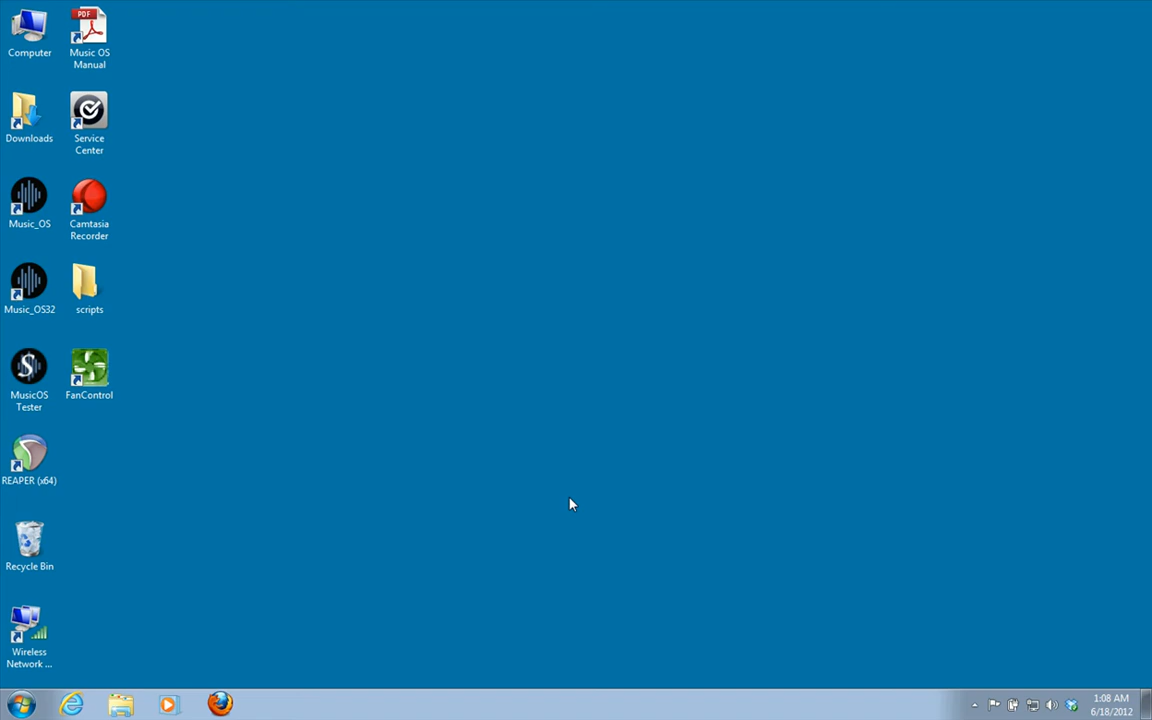 Computer
Downloads
Music_OS
Music_OS32
MusicOS
Tester
REAPER (x64)
Recycle Bin
Wireless
Network ...
PDF
Music OS
Manual
Service
Center
Camtasia
Recorder
scripts
FanControl
1:08 AM
6/18/2012